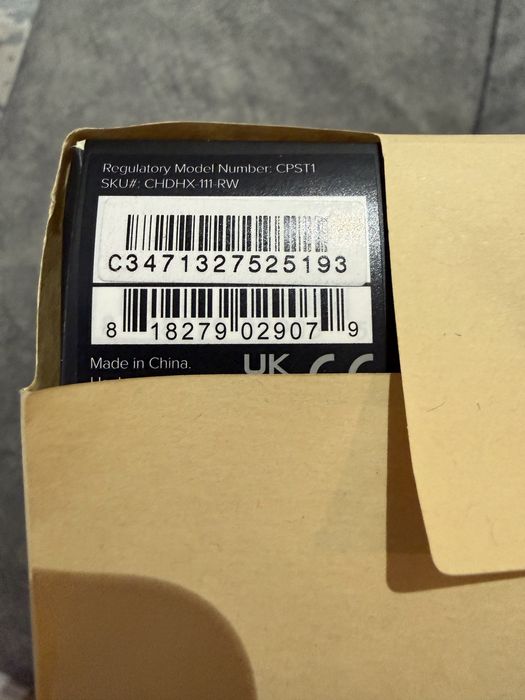 Regulatory Model Number: CPST1
SKU#: CHDHX-111-RW
C3471327525193
8 18279 02907 9
Made in China.
UK
CE